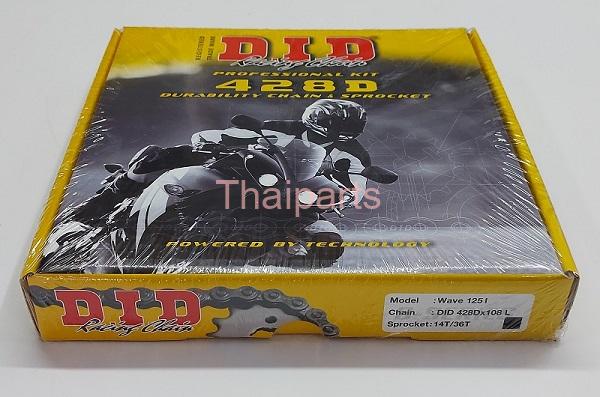 REGISTERED
TRADE MARK
DID
Racing Chain
PROFESSIONAL KIT
428D
DURABILITY CHAIN & SPROCKET
Thaiparts
POWERED BY TECHNOLOGY
DID
Racing Chain
Model : Wave 125 I
Chain : DID 428Dx108 L
Sprocket: 14T/36T